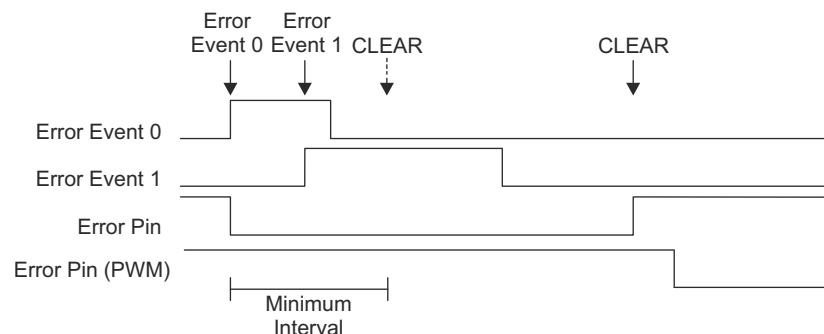 Error
Event 0
Error
Event 1
CLEAR
CLEAR
Error Event 0
Error Event 1
Error Pin
Error Pin (PWM)
Minimum
Interval